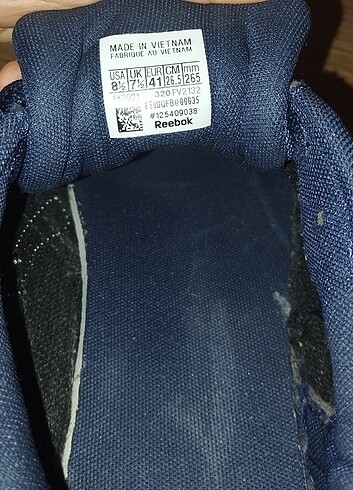 MADE IN VIETNAM
FABRIQUÉ AU VIETNAM
USA UK EUR CM mm
8½ 7½ 41 26.5 265
320 FV2132
#125409038
Reebok